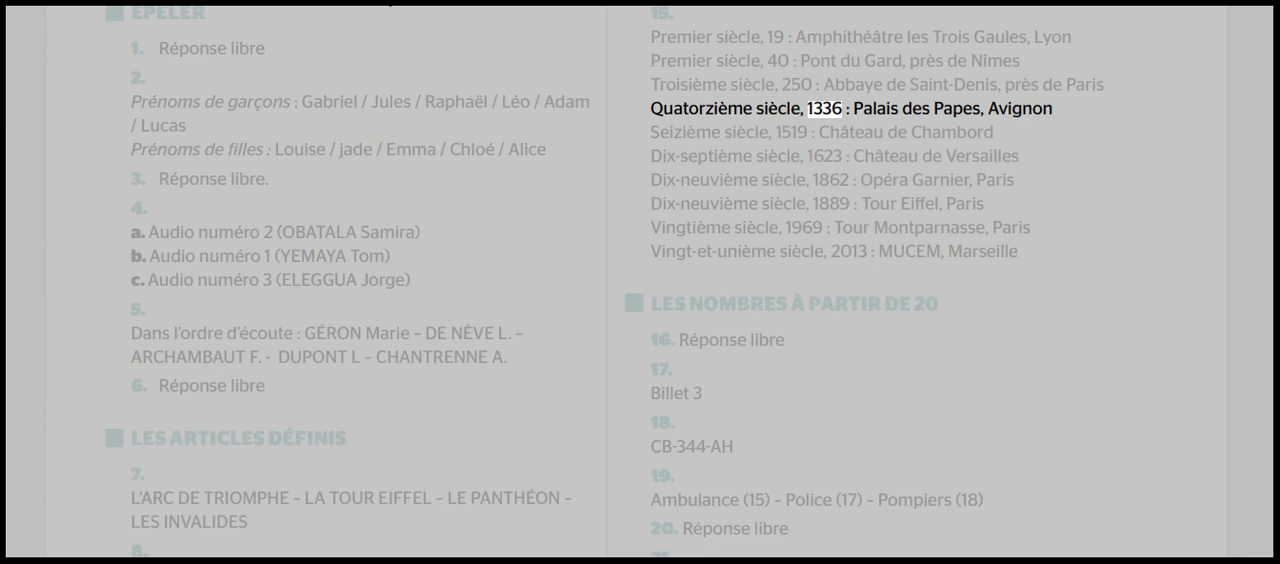 ÉPELER
1. Réponse libre
2.
Prénoms de garçons : Gabriel / Jules / Raphaël / Léo / Adam
/ Lucas
Prénoms de filles : Louise / jade / Emma / Chloé / Alice
3. Réponse libre.
4.
a. Audio numéro 2 (OBATALA Samira)
b. Audio numéro 1 (YEMAYA Tom)
c. Audio numéro 3 (ELEGGUA Jorge)
5.
Dans l'ordre d'écoute : GÉRON Marie – DE NÈVE L. –
ARCHAMBAUT F. - DUPONT L – CHANTRENNE A.
6. Réponse libre
LES ARTICLES DÉFINIS
7.
L'ARC DE TRIOMPHE – LA TOUR EIFFEL – LE PANTHÉON –
LES INVALIDES
8.
15.
Premier siècle, 19 : Amphithéâtre les Trois Gaules, Lyon
Premier siècle, 40 : Pont du Gard, près de Nîmes
Troisième siècle, 250 : Abbaye de Saint-Denis, près de Paris
Quatorzième siècle, 1336 : Palais des Papes, Avignon
Seizième siècle, 1519 : Château de Chambord
Dix-septième siècle, 1623 : Château de Versailles
Dix-neuvième siècle, 1862 : Opéra Garnier, Paris
Dix-neuvième siècle, 1889 : Tour Eiffel, Paris
Vingtième siècle, 1969 : Tour Montparnasse, Paris
Vingt-et-unième siècle, 2013 : MUCEM, Marseille
LES NOMBRES À PARTIR DE 20
16. Réponse libre
17.
Billet 3
18.
CB-344-AH
19.
Ambulance (15) – Police (17) – Pompiers (18)
20. Réponse libre